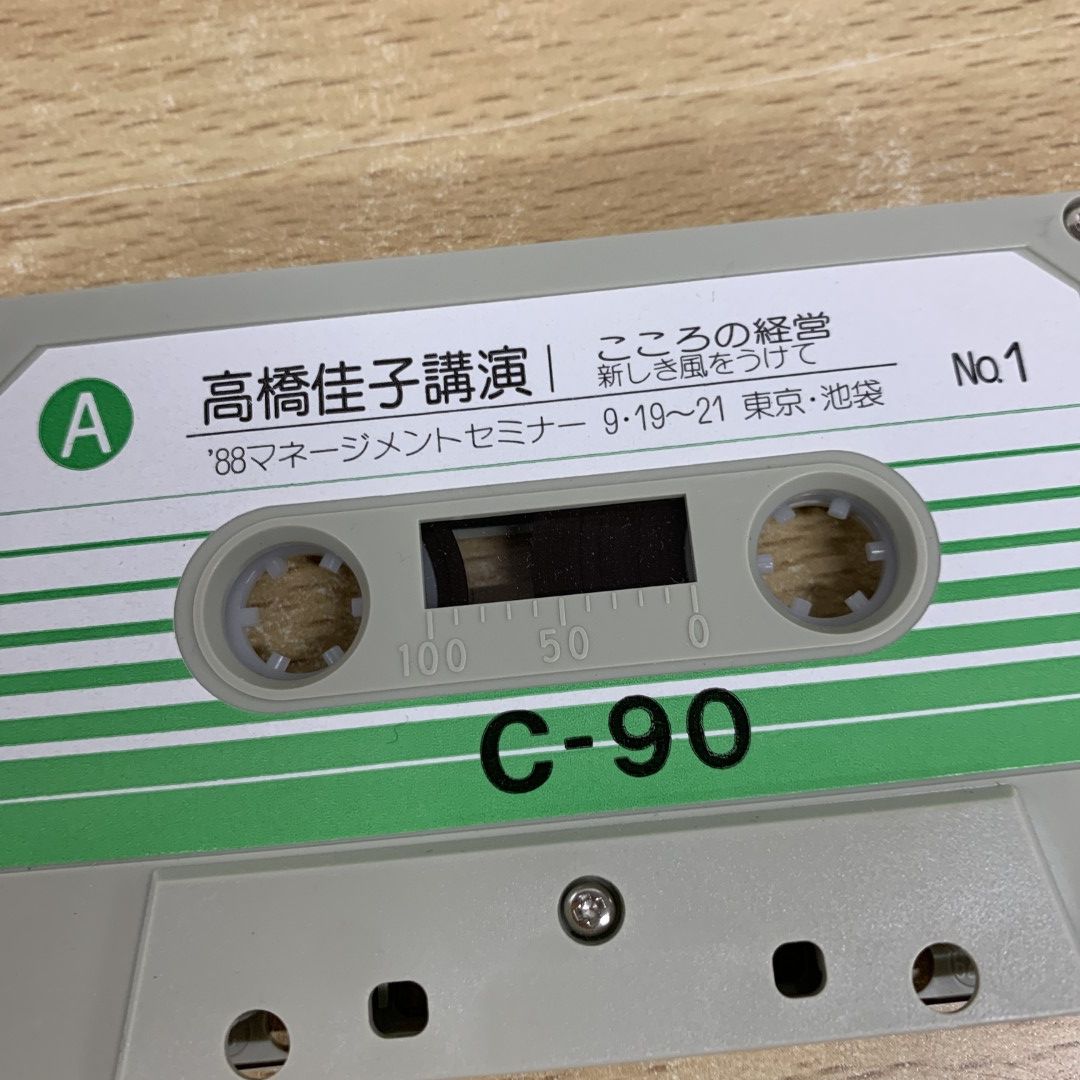 A
高橋佳子講演
こころの経営
新しき風をうけて
No.1
'88マネージメントセミナー 9・19〜21 東京・池袋
100 50 0
C-90